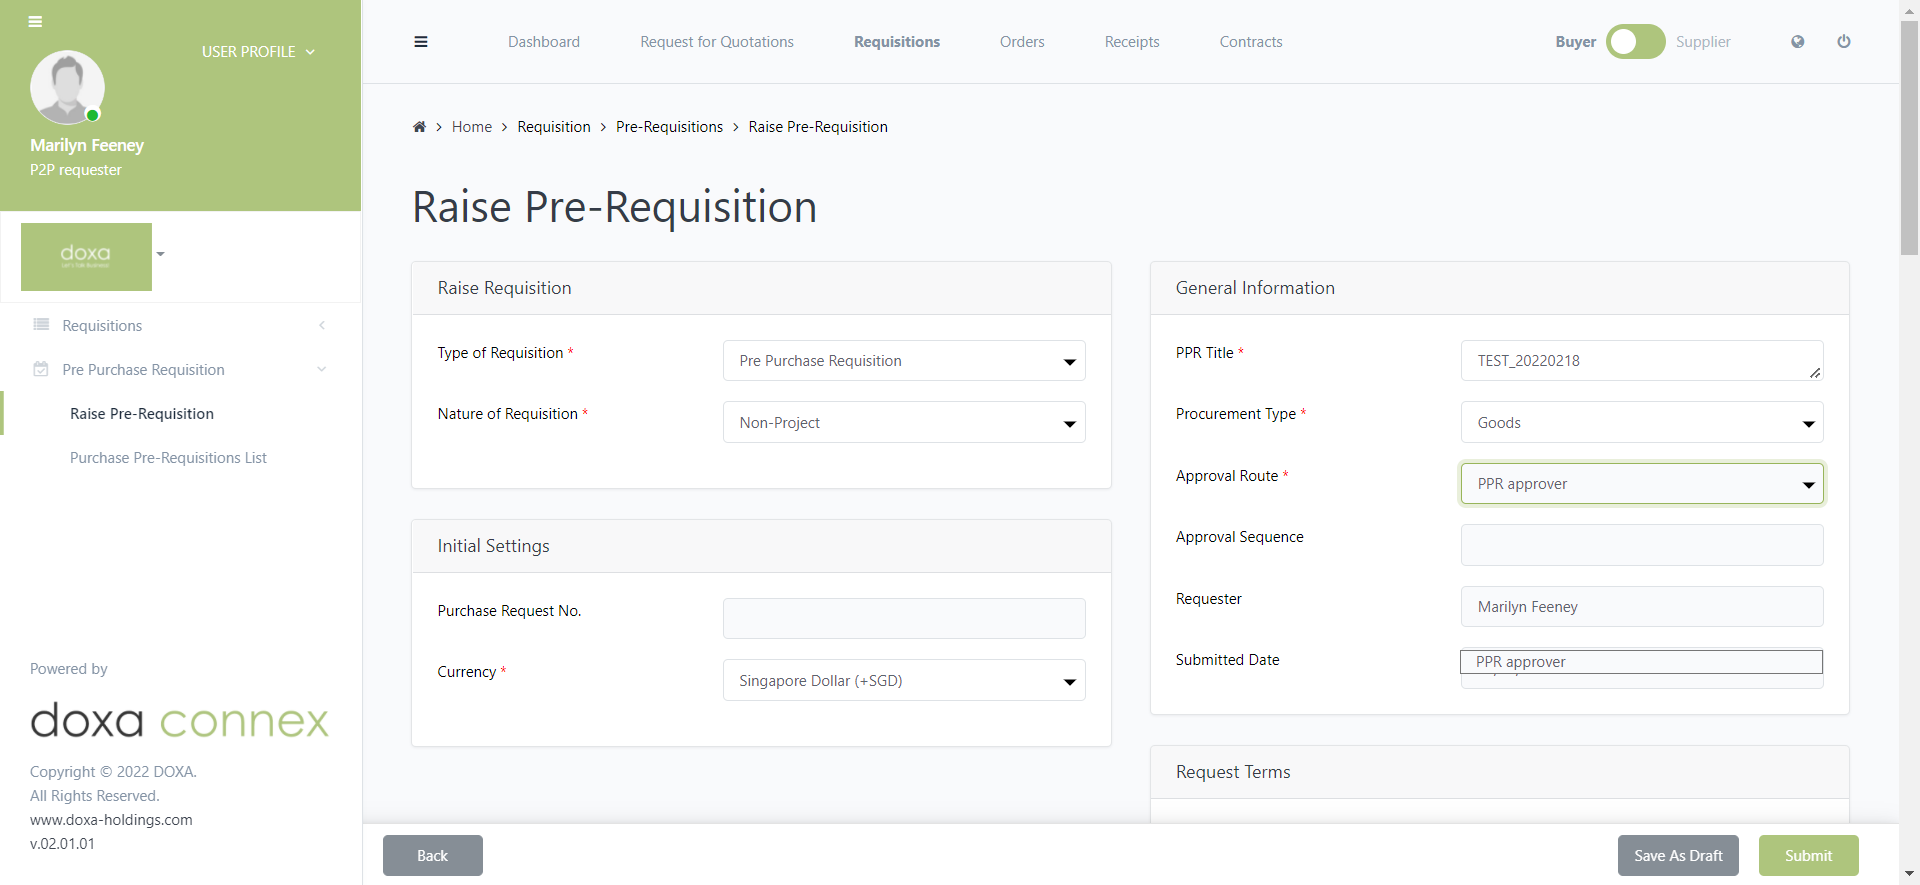 USER PROFILE
Marilyn Feeney
P2P requester
doxa
Requisitions
Pre Purchase Requisition
Raise Pre-Requisition
Purchase Pre-Requisitions List
Powered by
doxa connex
Copyright © 2022 DOXA.
All Rights Reserved.
www.doxa-holdings.com
v.02.01.01
Dashboard Request for Quotations Requisitions Orders Receipts Contracts Buyer Supplier
Home Requisition Pre-Requisitions Raise Pre-Requisition
Raise Pre-Requisition
Raise Requisition
Type of Requisition * Pre Purchase Requisition
Nature of Requisition * Non-Project
Initial Settings
Purchase Request No.
Currency * Singapore Dollar (+SGD)
General Information
PPR Title * TEST_20220218
Procurement Type * Goods
Approval Route * PPR approver
Approval Sequence
Requester Marilyn Feeney
Submitted Date PPR approver
Request Terms
Back Save As Draft Submit